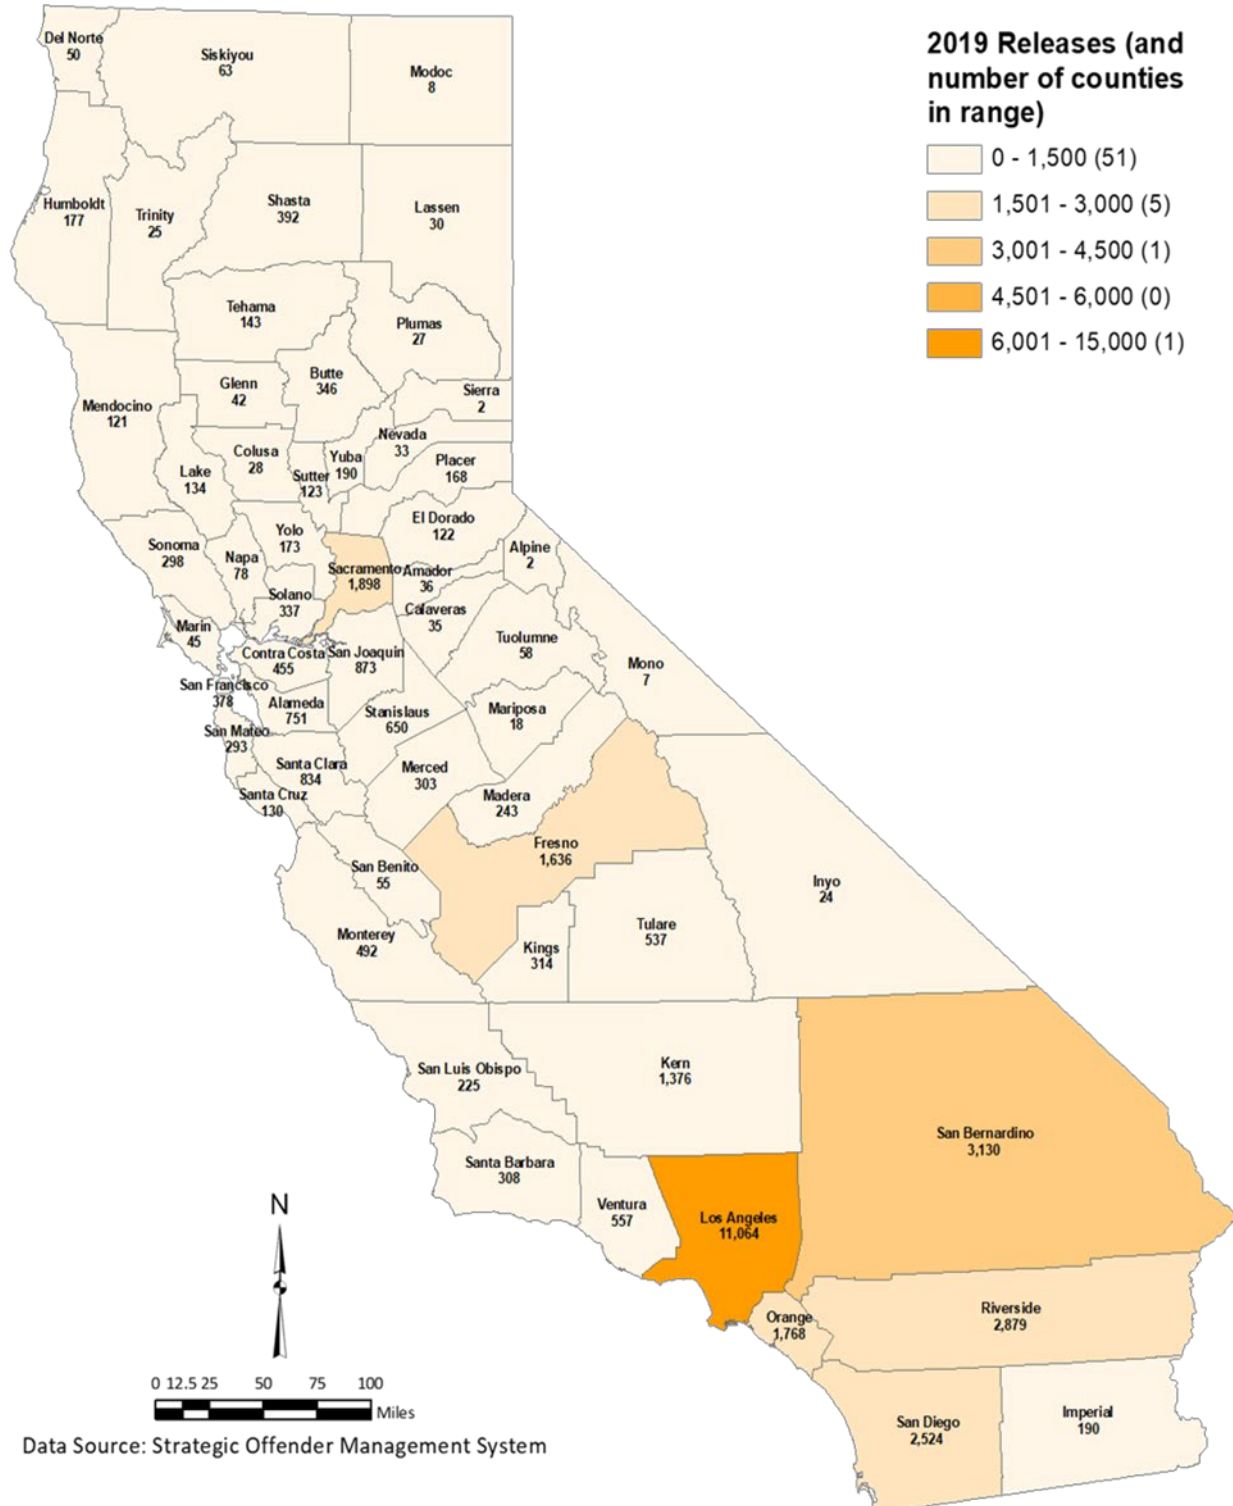 2019 Releases (and
number of counties
in range)
0 - 1,500 (51)
1,501 - 3,000 (5)
3,001 - 4,500 (1)
4,501 - 6,000 (0)
6,001 - 15,000 (1)
Del Norte
50
Siskiyou
63
Modoc
8
Humboldt
177
Trinity
25
Shasta
392
Lassen
30
Tehama
143
Plumas
27
Mendocino
121
Glenn
42
Butte
346
Sierra
2
Lake
134
Colusa
28
Sutter
123
Yuba
190
Nevada
33
Placer
168
Sonoma
298
Napa
78
Yolo
173
El Dorado
122
Alpine
2
Solano
337
Sacramento
1,898
Amador
36
Calaveras
35
Marin
45
Contra Costa
455
San Joaquin
873
Tuolumne
58
Mono
7
San Francisco
378
Alameda
751
Stanislaus
650
Mariposa
18
San Mateo
293
Santa Clara
834
Merced
303
Santa Cruz
130
Madera
243
Fresno
1,636
San Benito
55
Inyo
24
Monterey
492
Kings
314
Tulare
537
San Luis Obispo
225
Kern
1,376
San Bernardino
3,130
Santa Barbara
308
Ventura
557
Los Angeles
11,064
Orange
1,768
Riverside
2,879
San Diego
2,524
Imperial
190
N
0 12.5 25 50 75 100
Miles
Data Source: Strategic Offender Management System